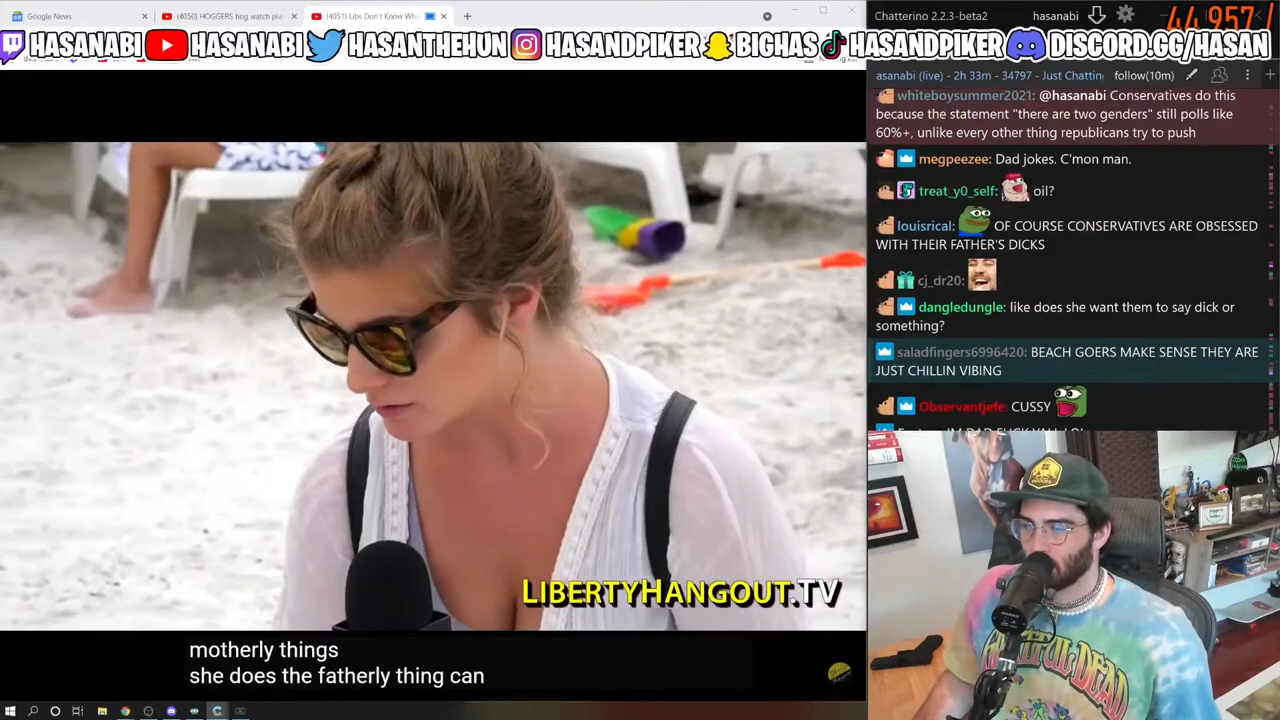 Google News
(4050) HOGGERS hog watch pla
(4051) Libs Don't Know Wha
Chatterino 2.2.3-beta2
hasanabi
44,957 /
HASANABI
HASANABI
HASANTHEHUN
HASANDPIKER
BIGHAS
HASANDPIKER
DISCORD.GG/HASAN
asanabi (live) - 2h 33m - 34797 - Just Chattin
follow(10m)
whiteboysummer2021: @hasanabi Conservatives do this
because the statement "there are two genders" still polls like
60%+, unlike every other thing republicans try to push
megpeezee: Dad jokes. C'mon man.
treat_y0_self: oil?
louisrical: OF COURSE CONSERVATIVES ARE OBSESSED
WITH THEIR FATHER'S DICKS
cj_dr20:
dangledungle: like does she want them to say dick or
something?
saladfingers6996420: BEACH GOERS MAKE SENSE THEY ARE
JUST CHILLIN VIBING
Observantjefe: CUSSY
LIBERTYHANGOUT.TV
motherly things
she does the fatherly thing can